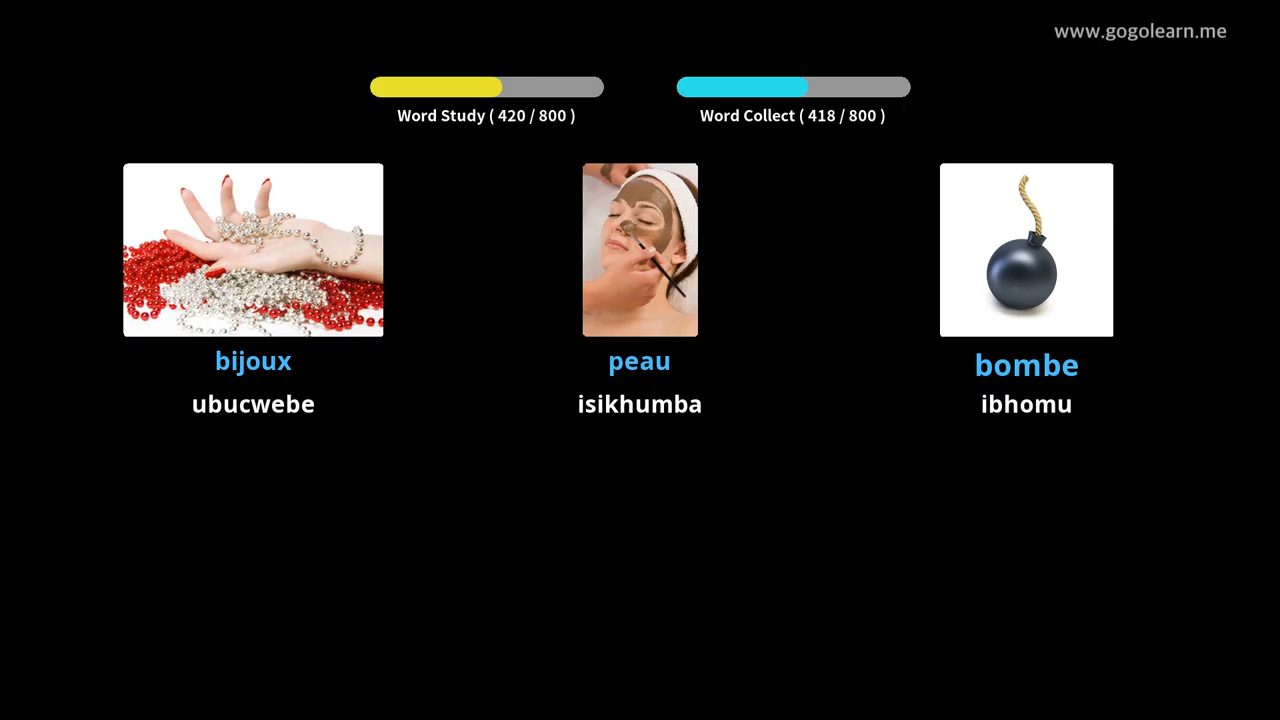 www.gogolearn.me
Word Study ( 420 / 800 )
Word Collect ( 418 / 800 )
bijoux
ubucwebe
peau
isikhumba
bombe
ibhomu